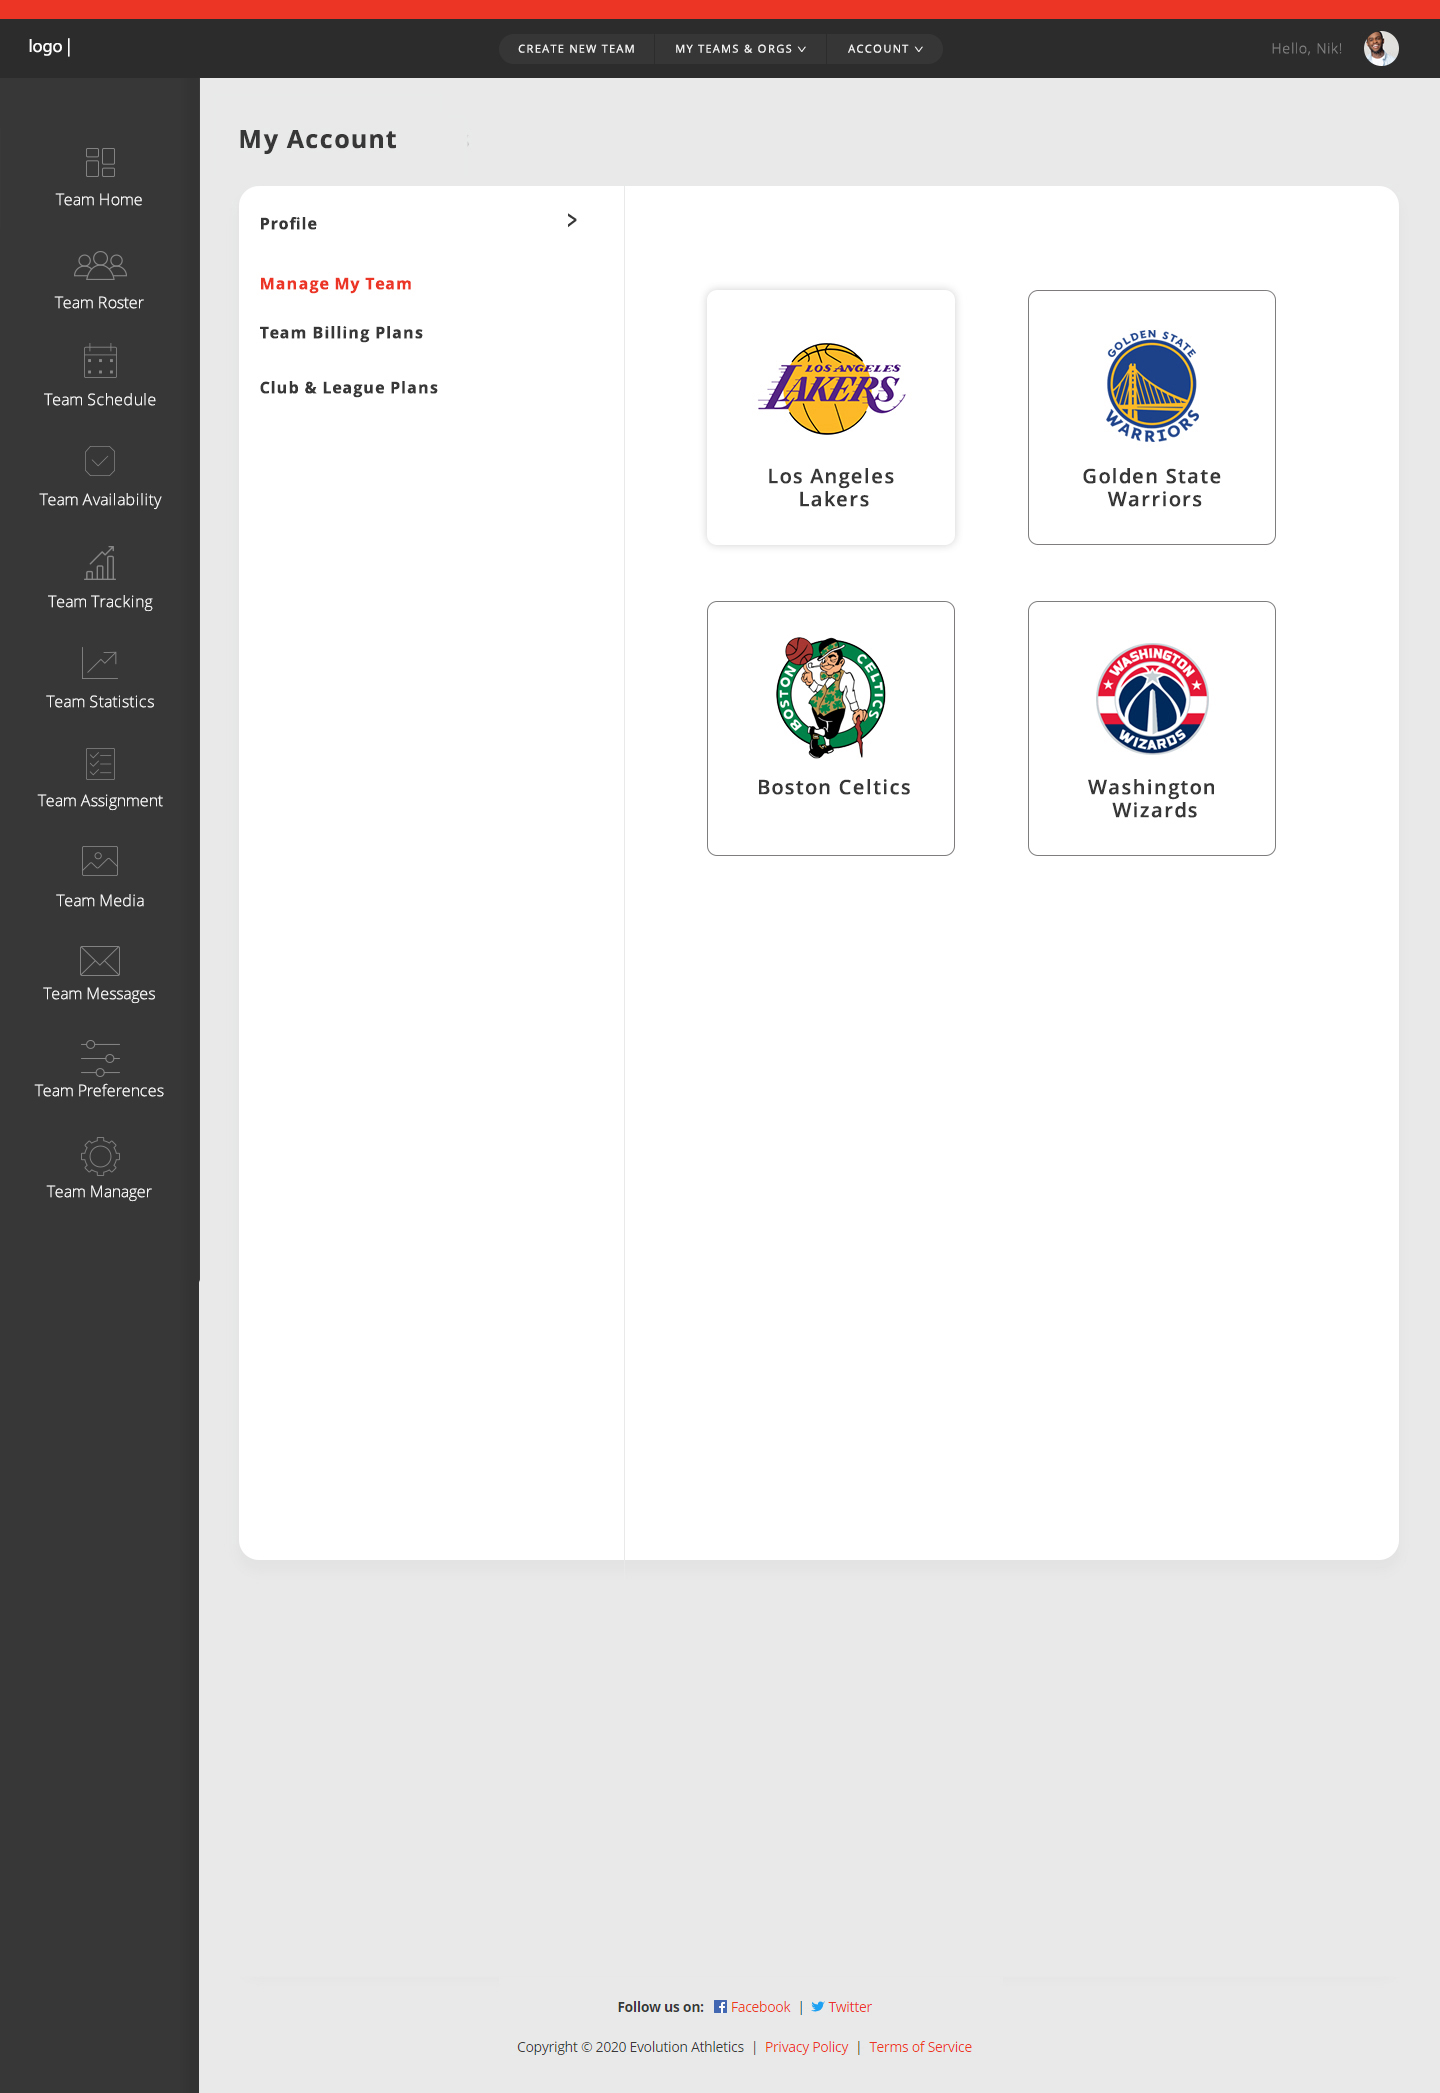 logo |
CREATE NEW TEAM
MY TEAMS & ORGS
ACCOUNT
Hello, Nik!
Team Home
Team Roster
Team Schedule
Team Availability
Team Tracking
Team Statistics
Team Assignment
Team Media
Team Messages
Team Preferences
Team Manager
My Account
Profile
Manage My Team
Team Billing Plans
Club & League Plans
LOS ANGELES
LAKERS
Los Angeles
Lakers
GOLDEN STATE
WARRIORS
Golden State
Warriors
BOSTON CELTICS
Boston Celtics
WASHINGTON
WIZARDS
Washington
Wizards
Follow us on: Facebook | Twitter
Copyright © 2020 Evolution Athletics | Privacy Policy | Terms of Service